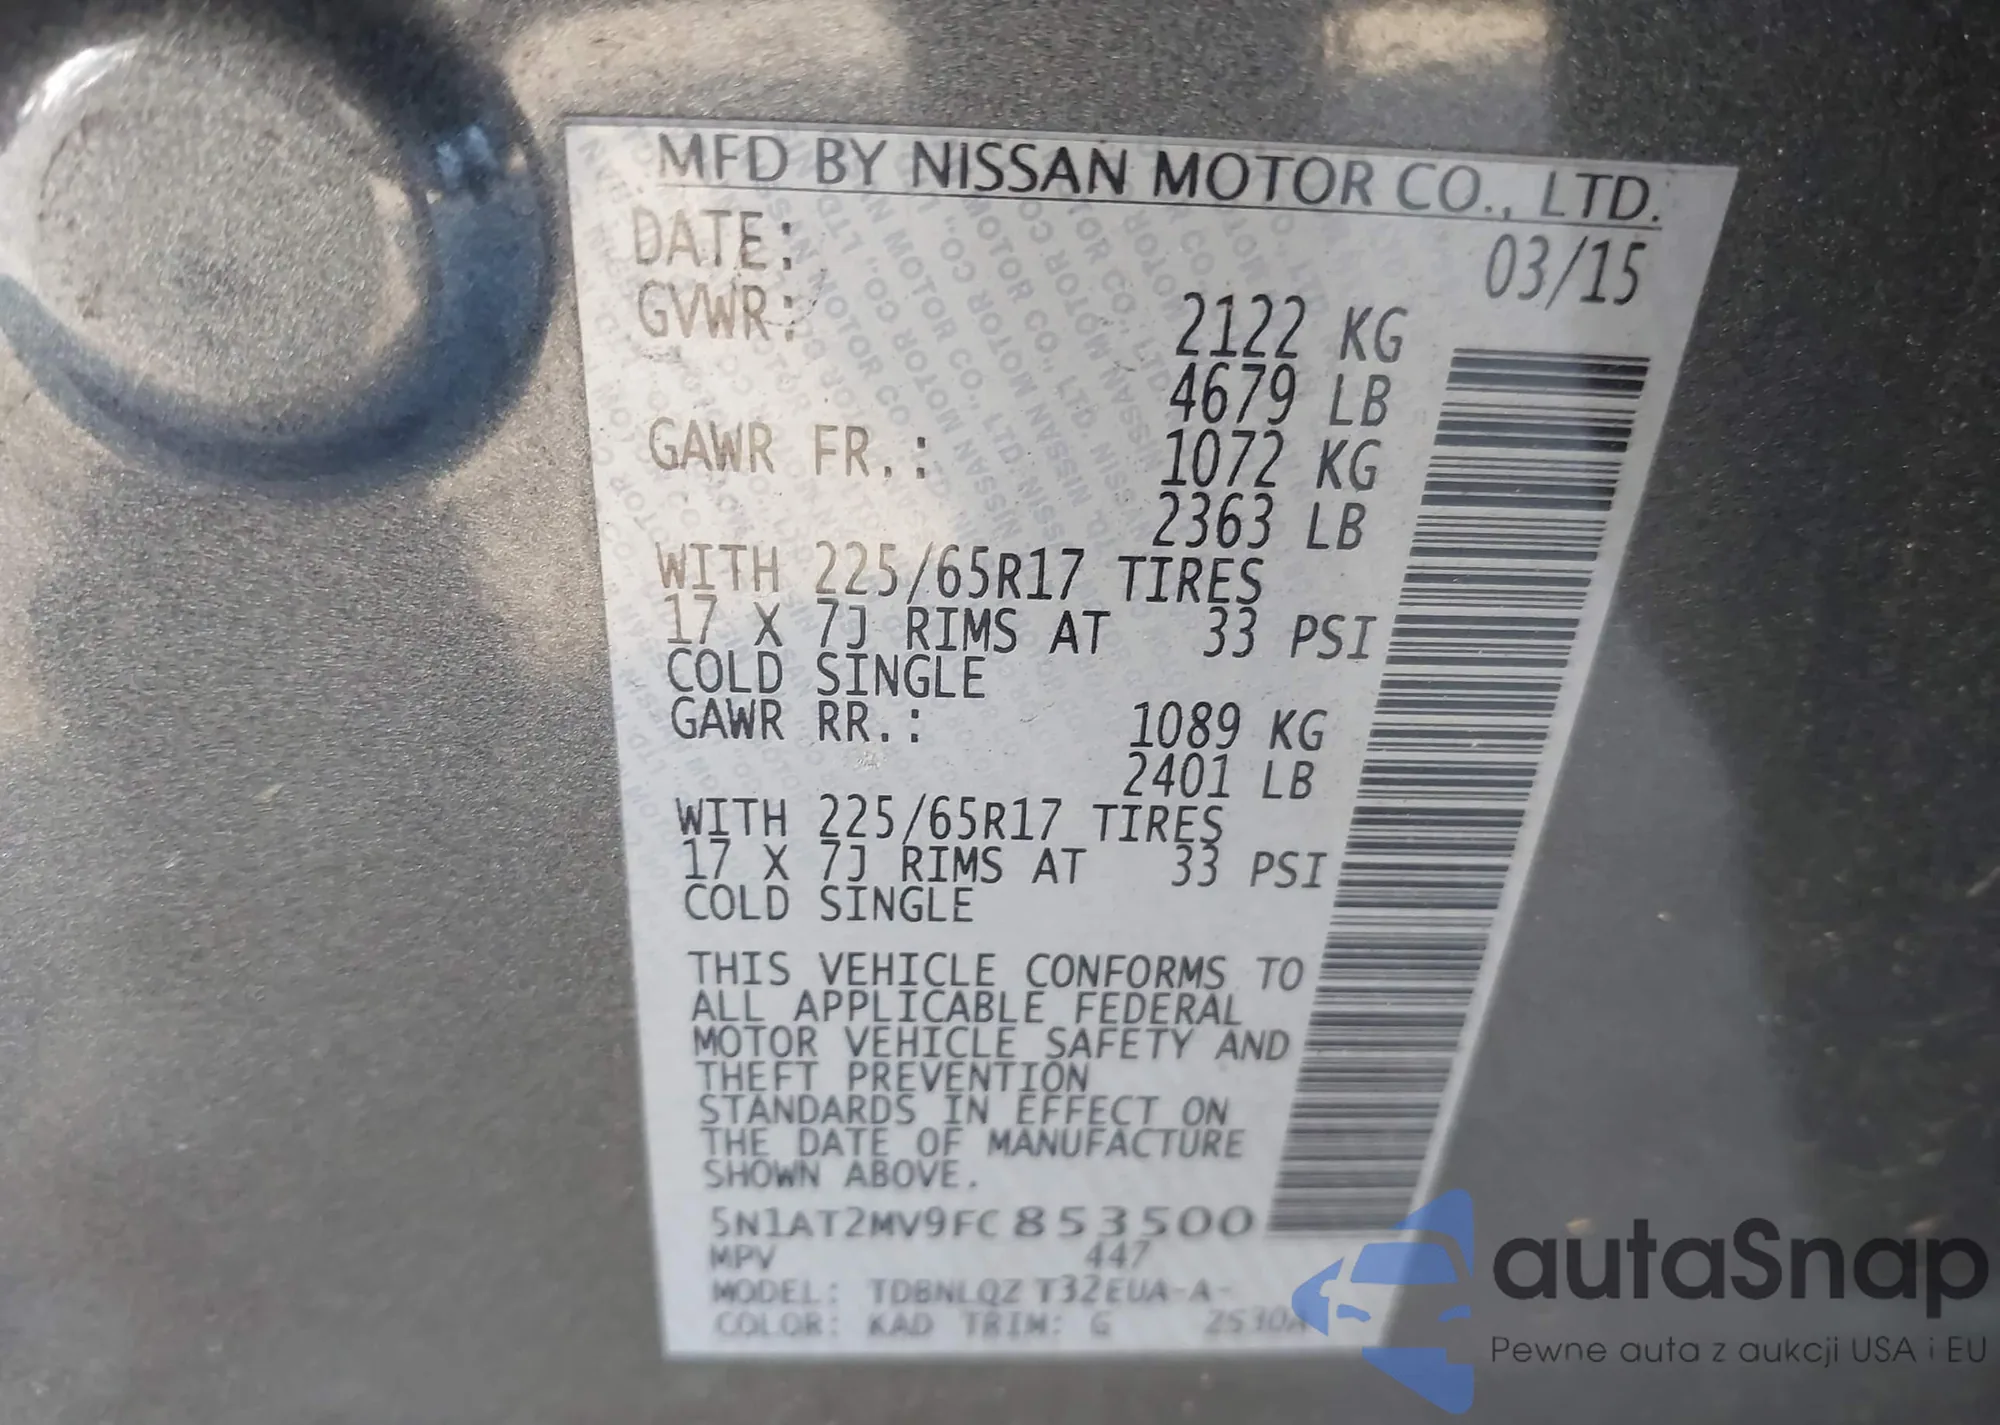 MFD BY NISSAN MOTOR CO., LTD.
DATE: 03/15
GVWR: 2122 KG
4679 LB
GAWR FR.: 1072 KG
2363 LB
WITH 225/65R17 TIRES
17 X 7J RIMS AT 33 PSI
COLD SINGLE
GAWR RR.: 1089 KG
2401 LB
WITH 225/65R17 TIRES
17 X 7J RIMS AT 33 PSI
COLD SINGLE
THIS VEHICLE CONFORMS TO
ALL APPLICABLE FEDERAL
MOTOR VEHICLE SAFETY AND
THEFT PREVENTION
STANDARDS IN EFFECT ON
THE DATE OF MANUFACTURE
SHOWN ABOVE.
5N1AT2MV9FC853500
MPV 447
MODEL: TDBNLQZ T32EUA-A-
COLOR: KAD TRIM: G
autaSnap
Pewne auta z aukcji USA i EU